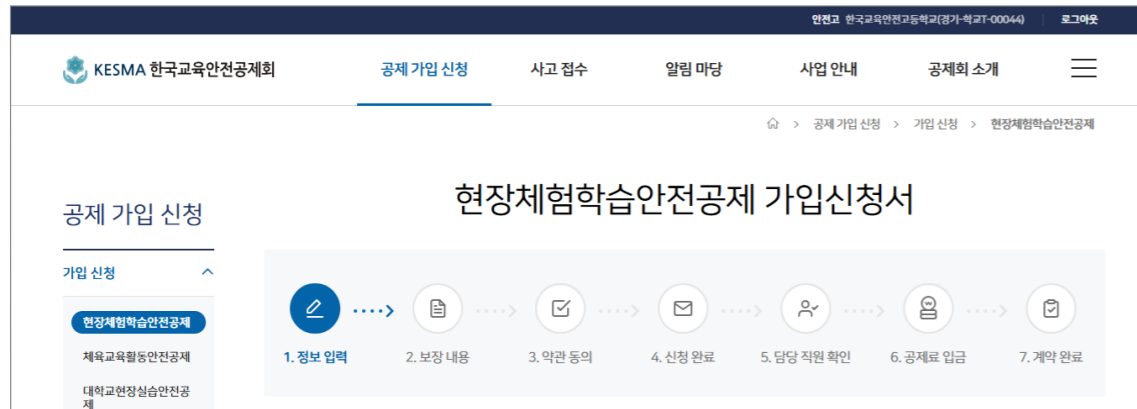 안전고 한국교육안전고등학교(경기-학교T-00044) 로그아웃
KESMA 한국교육안전공제회 공제 가입 신청 사고 접수 알림 마당 사업 안내 공제회 소개
> 공제 가입 신청 > 가입 신청 > 현장체험학습안전공제
현장체험학습안전공제 가입신청서
공제 가입 신청
가입 신청
현장체험학습안전공제
체육교육활동안전공제
대학교현장실습안전공
제
1. 정보 입력 2. 보장 내용 3. 약관 동의 4. 신청 완료 5. 담당 직원 확인 6. 공제료 입금 7. 계약 완료